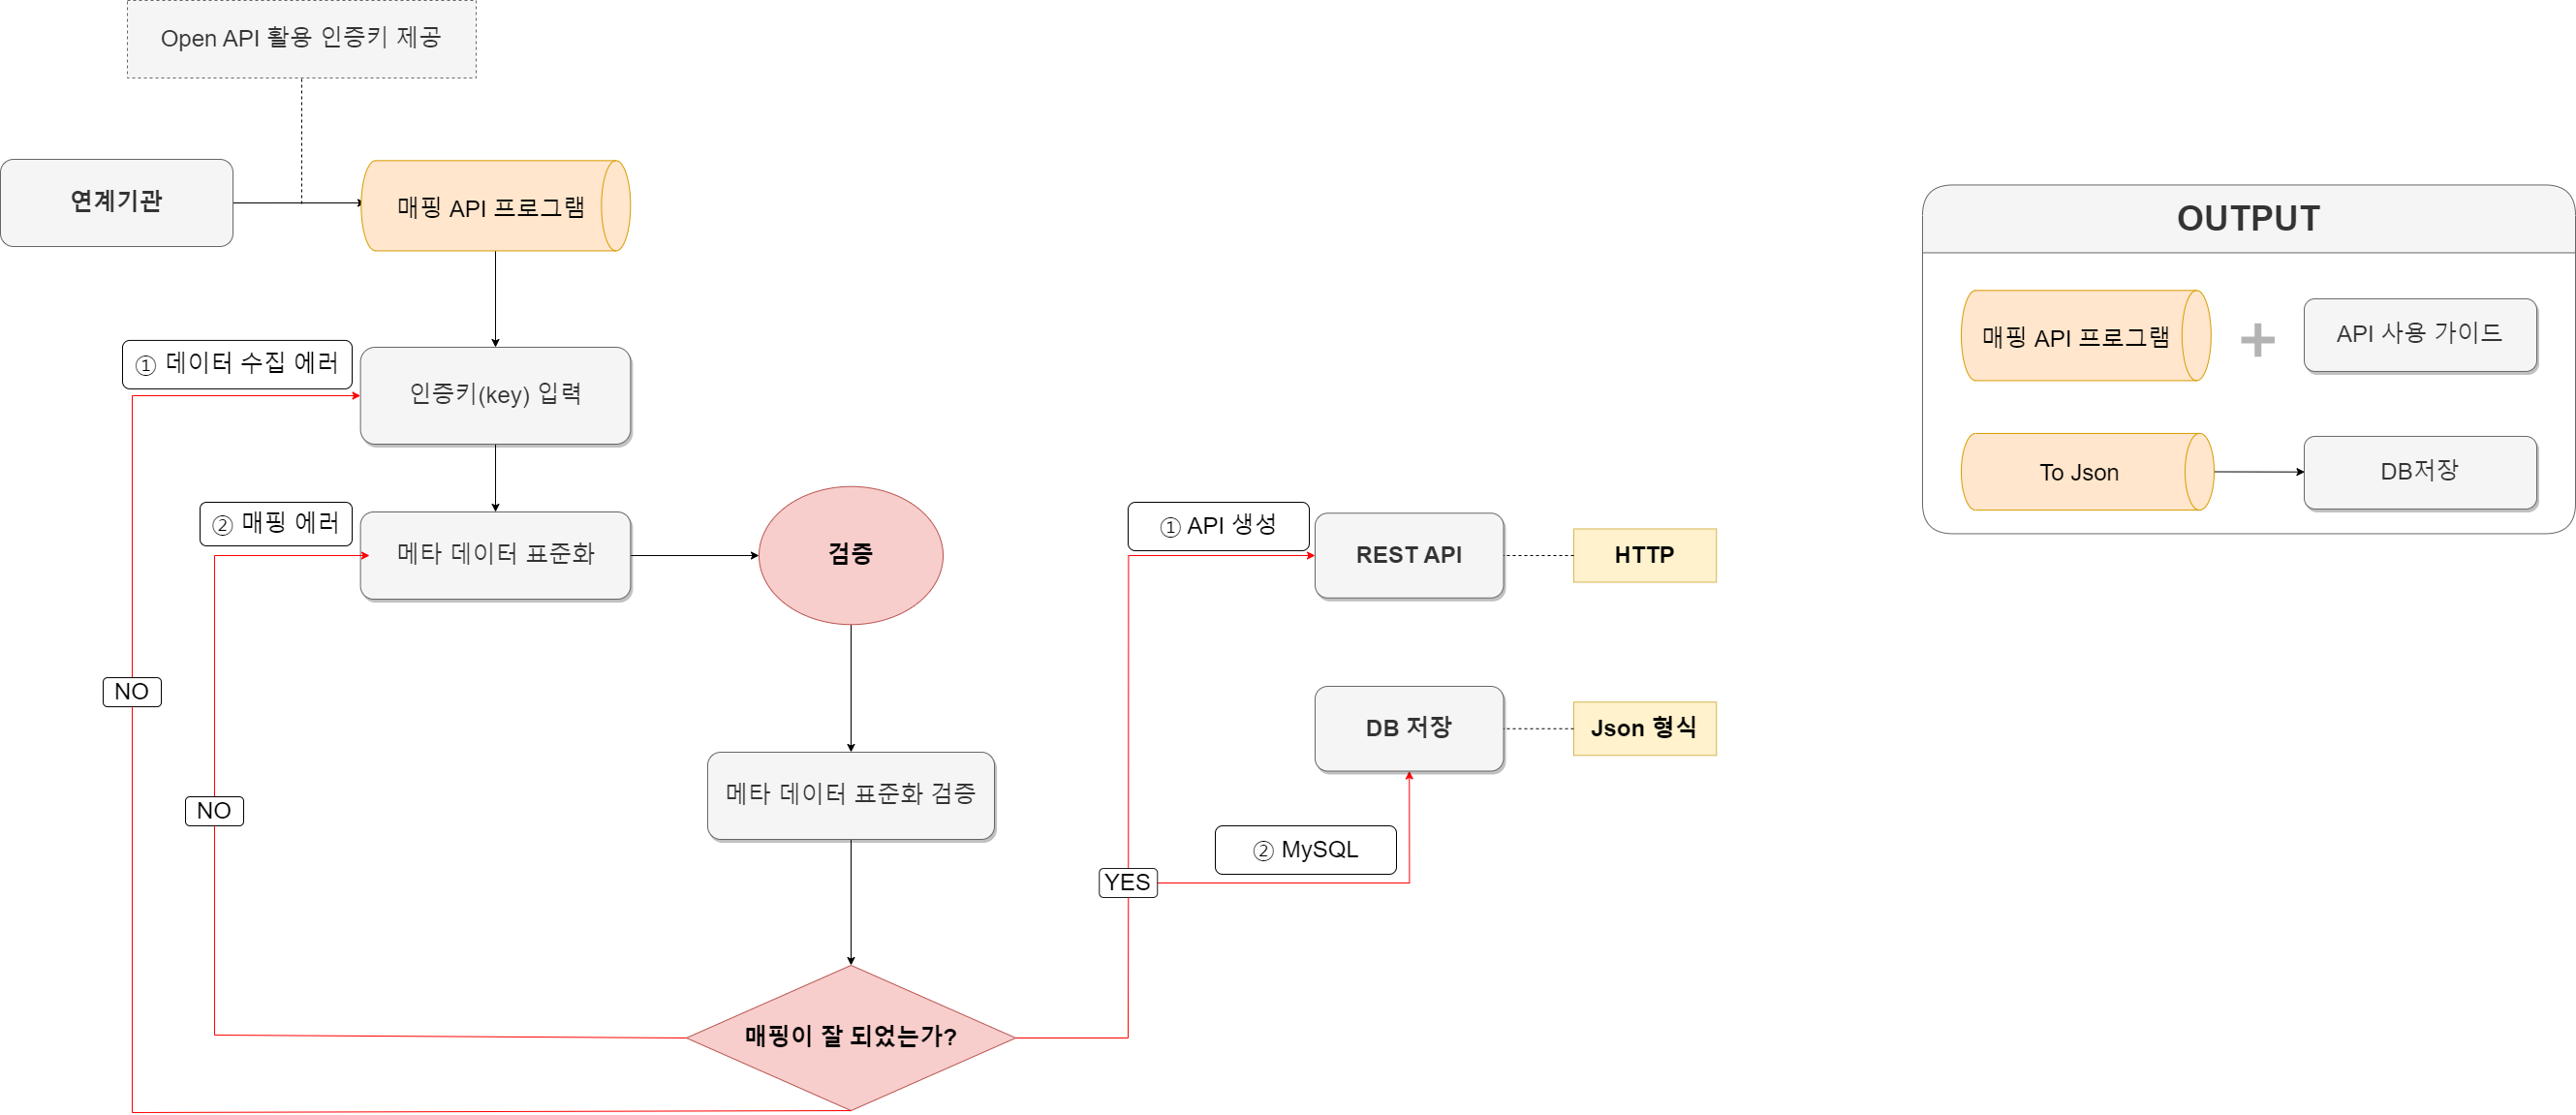 Open API 활용 인증키 제공
연계기관
매핑 API 프로그램
① 데이터 수집 에러
인증키(key) 입력
② 매핑 에러
메타 데이터 표준화
검증
NO
NO
메타 데이터 표준화 검증
매핑이 잘 되었는가?
YES
① API 생성
REST API
HTTP
DB 저장
Json 형식
② MySQL
OUTPUT
매핑 API 프로그램
+
API 사용 가이드
To Json
DB저장